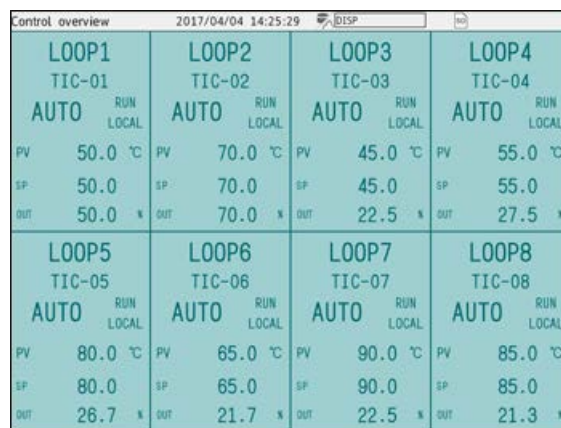 Control overview 2017/04/04 14:25:29 DISP SD
LOOP1 LOOP2 LOOP3 LOOP4
TIC-01 TIC-02 TIC-03 TIC-04
AUTO RUN LOCAL AUTO RUN LOCAL AUTO RUN LOCAL AUTO RUN LOCAL
PV 50.0 ℃ PV 70.0 ℃ PV 45.0 ℃ PV 55.0 ℃
SP 50.0 SP 70.0 SP 45.0 SP 55.0
OUT 50.0 % OUT 70.0 % OUT 22.5 % OUT 27.5
LOOP5 LOOP6 LOOP7 LOOP8
TIC-05 TIC-06 TIC-07 TIC-08
AUTO RUN LOCAL AUTO RUN LOCAL AUTO RUN LOCAL AUTO RUN LOCAL
PV 80.0 ℃ PV 65.0 ℃ PV 90.0 ℃ PV 85.0 ℃
SP 80.0 SP 65.0 SP 90.0 SP 85.0
OUT 26.7 % OUT 21.7 % OUT 22.5 % OUT 21.3